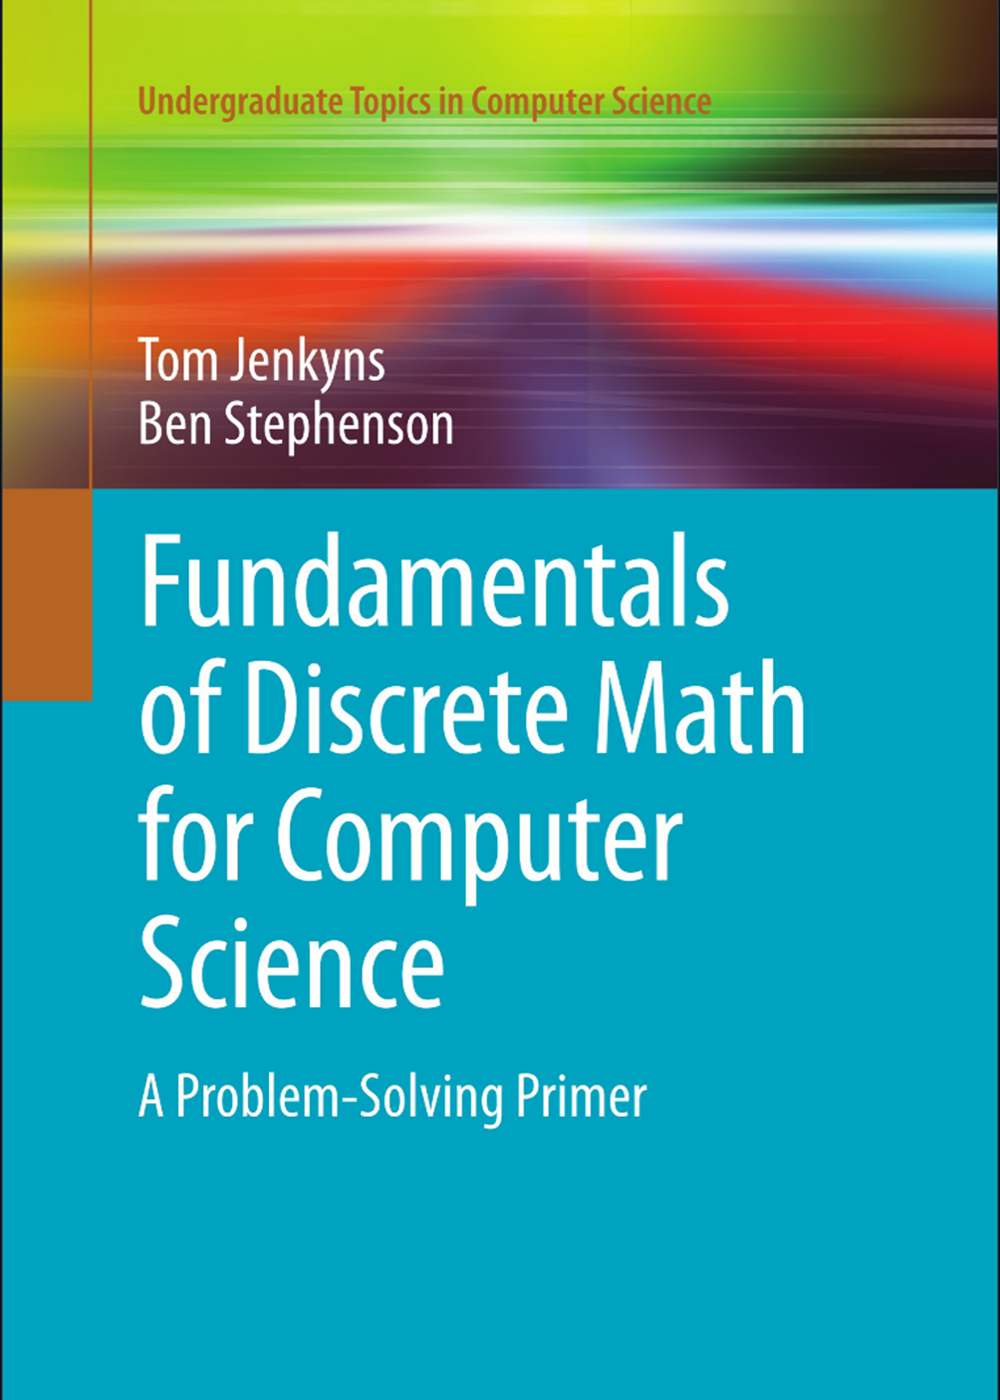 Undergraduate Topics in Computer Science
Tom Jenkyns
Ben Stephenson
Fundamentals
of Discrete Math
for Computer
Science
A Problem-Solving Primer